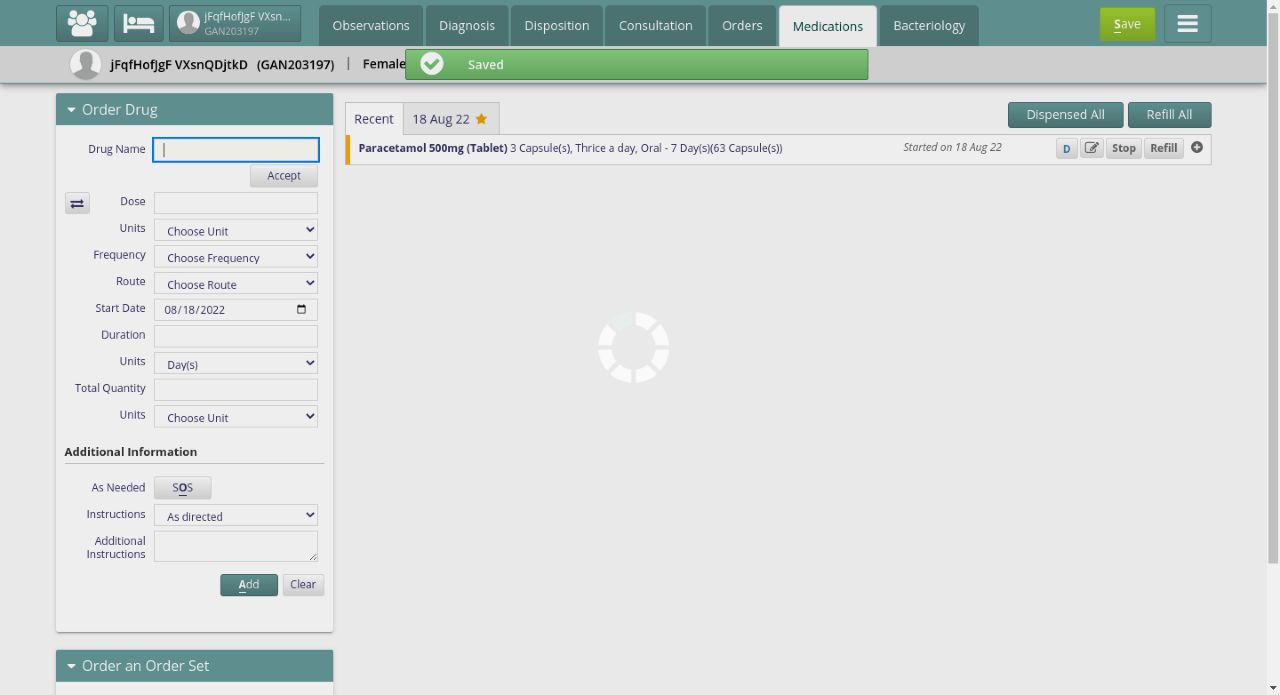 jFqfHofJgF VXsn...
GAN203197
Observations
Diagnosis
Disposition
Consultation
Orders
Medications
Bacteriology
Save
jFqfHofJgF VXsnQDjtkD (GAN203197) | Female
Saved
Order Drug
Drug Name
Accept
Dose
Units Choose Unit
Frequency Choose Frequency
Route Choose Route
Start Date 08/18/2022
Duration
Units Day(s)
Total Quantity
Units Choose Unit
Additional Information
As Needed SOS
Instructions As directed
Additional
Instructions
Add Clear
Order an Order Set
Recent 18 Aug 22
Dispensed All Refill All
Paracetamol 500mg (Tablet) 3 Capsule(s), Thrice a day, Oral - 7 Day(s)(63 Capsule(s)) Started on 18 Aug 22 D Stop Refill